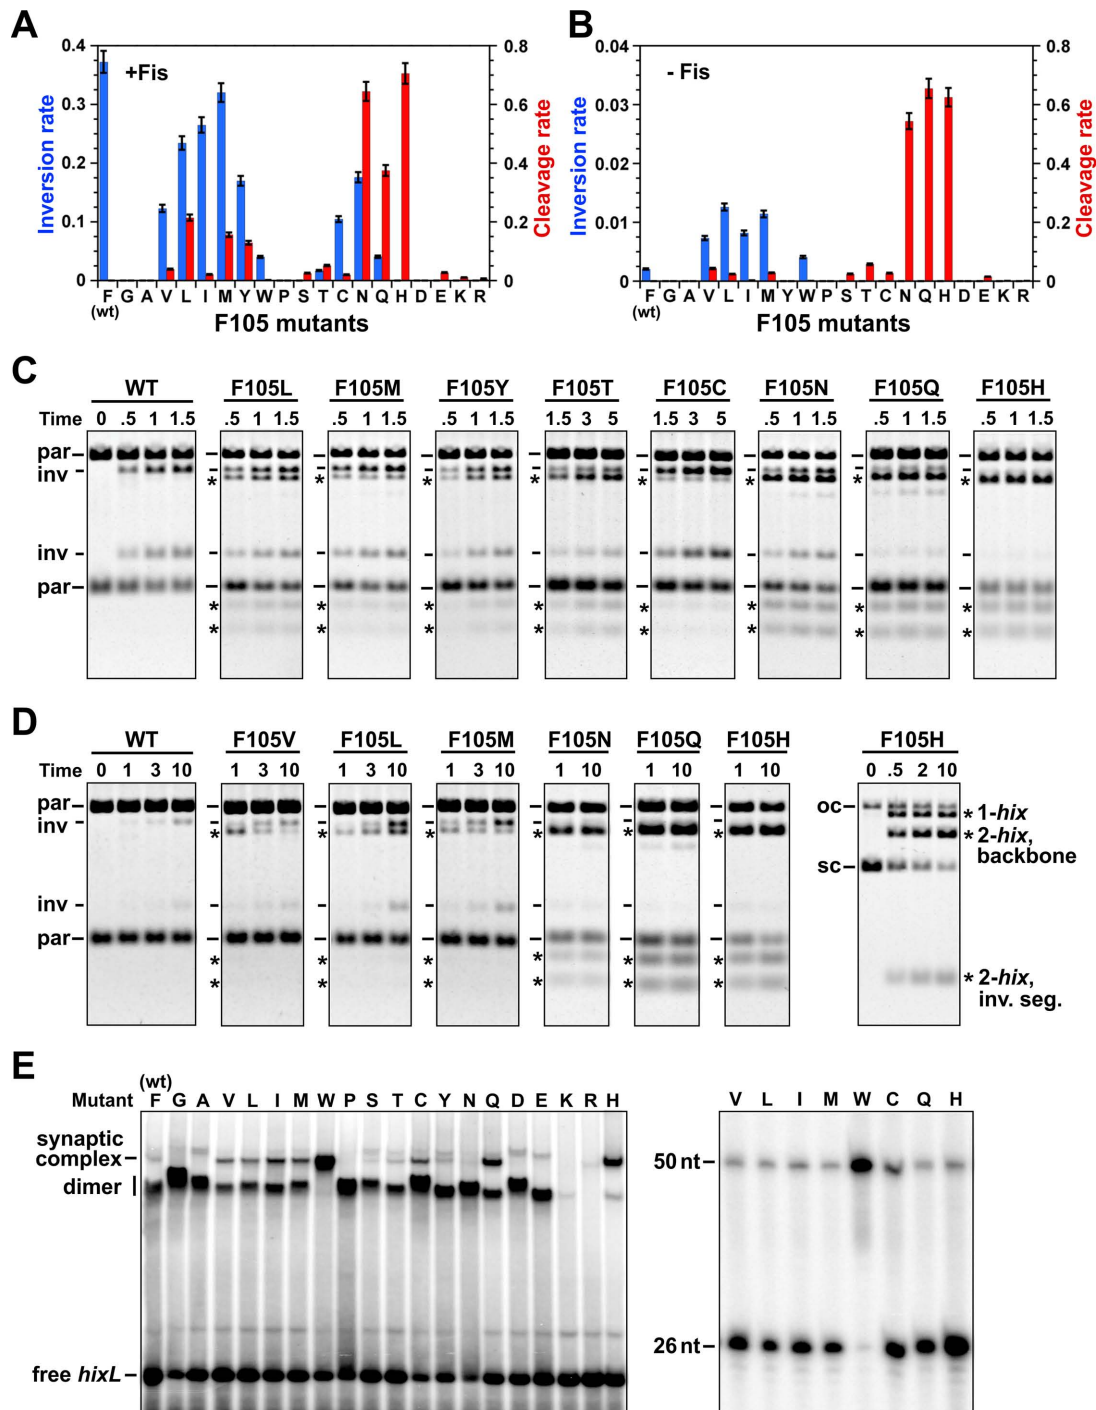 A
B
0.4
0.8
0.04
0.8
+Fis
- Fis
0.3
0.6
0.03
0.6
Inversion rate
Cleavage rate
Inversion rate
Cleavage rate
0.2
0.4
0.02
0.4
0.1
0.2
0.01
0.2
0
0
0
0
F G A V L I M Y W P S T C N Q H D E K R
F G A V L I M Y W P S T C N Q H D E K R
(wt)
(wt)
F105 mutants
F105 mutants
C
WT F105L F105M F105Y F105T F105C F105N F105Q F105H
Time 0 .5 1 1.5 .5 1 1.5 .5 1 1.5 .5 1 1.5 1.5 3 5 1.5 3 5 .5 1 1.5 .5 1 1.5 .5 1 1.5
par
inv
* * * * * * * *
inv
par
* * * * * * * *
* * * * * * * *
D
WT F105V F105L F105M F105N F105Q F105H F105H
Time 0 1 3 10 1 3 10 1 3 10 1 3 10 1 10 1 10 1 10 0 .5 2 10
par
oc
* 1-hix
inv
* * * * * *
* 2-hix, backbone
sc
inv
par
* * * * * *
* * * * * *
* 2-hix, inv. seg.
E
(wt)
Mutant F G A V L I M W P S T C Y N Q D E K R H
V L I M W C Q H
synaptic complex
dimer
free hixL
50 nt
26 nt